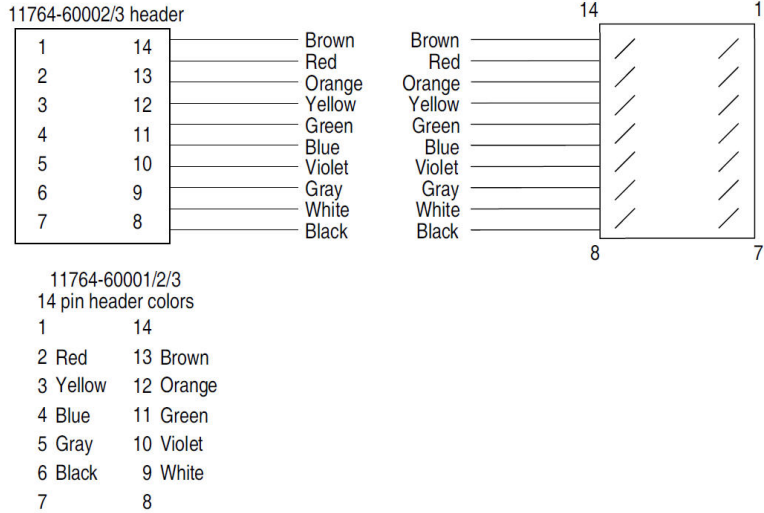 11764-60002/3 header
1 14
2 13
3 12
4 11
5 10
6 9
7 8
Brown
Red
Orange
Yellow
Green
Blue
Violet
Gray
White
Black
14 1
Brown
Red
Orange
Yellow
Green
Blue
Violet
Gray
White
Black
8 7
11764-60001/2/3
14 pin header colors
1 14
2 Red 13 Brown
3 Yellow 12 Orange
4 Blue 11 Green
5 Gray 10 Violet
6 Black 9 White
7 8